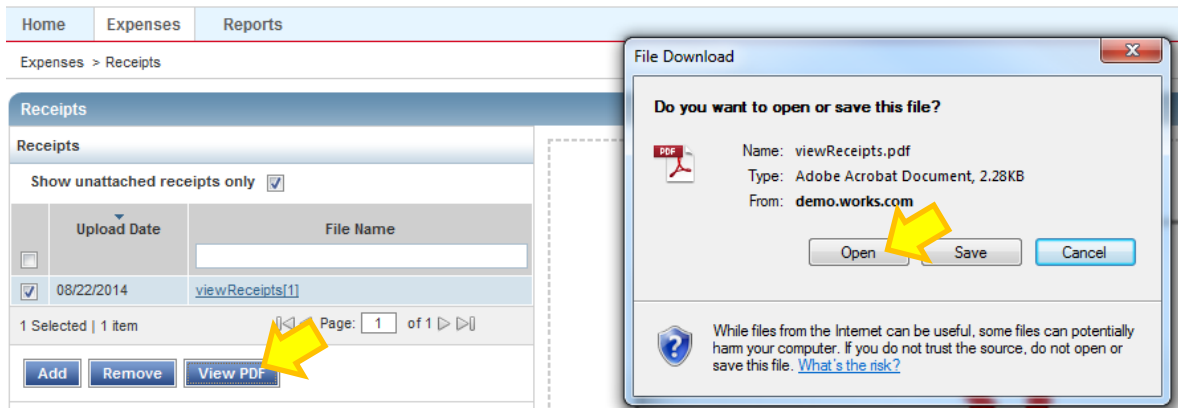 Home Expenses Reports
Expenses > Receipts
Receipts
Receipts
Show unattached receipts only
Upload Date File Name
08/22/2014 viewReceipts[1]
1 Selected | 1 item Page: 1 of 1
Add Remove View PDF
File Download
Do you want to open or save this file?
PDF
Name: viewReceipts.pdf
Type: Adobe Acrobat Document, 2.28KB
From: demo.works.com
Open Save Cancel
While files from the Internet can be useful, some files can potentially
harm your computer. If you do not trust the source, do not open or
save this file. What's the risk?